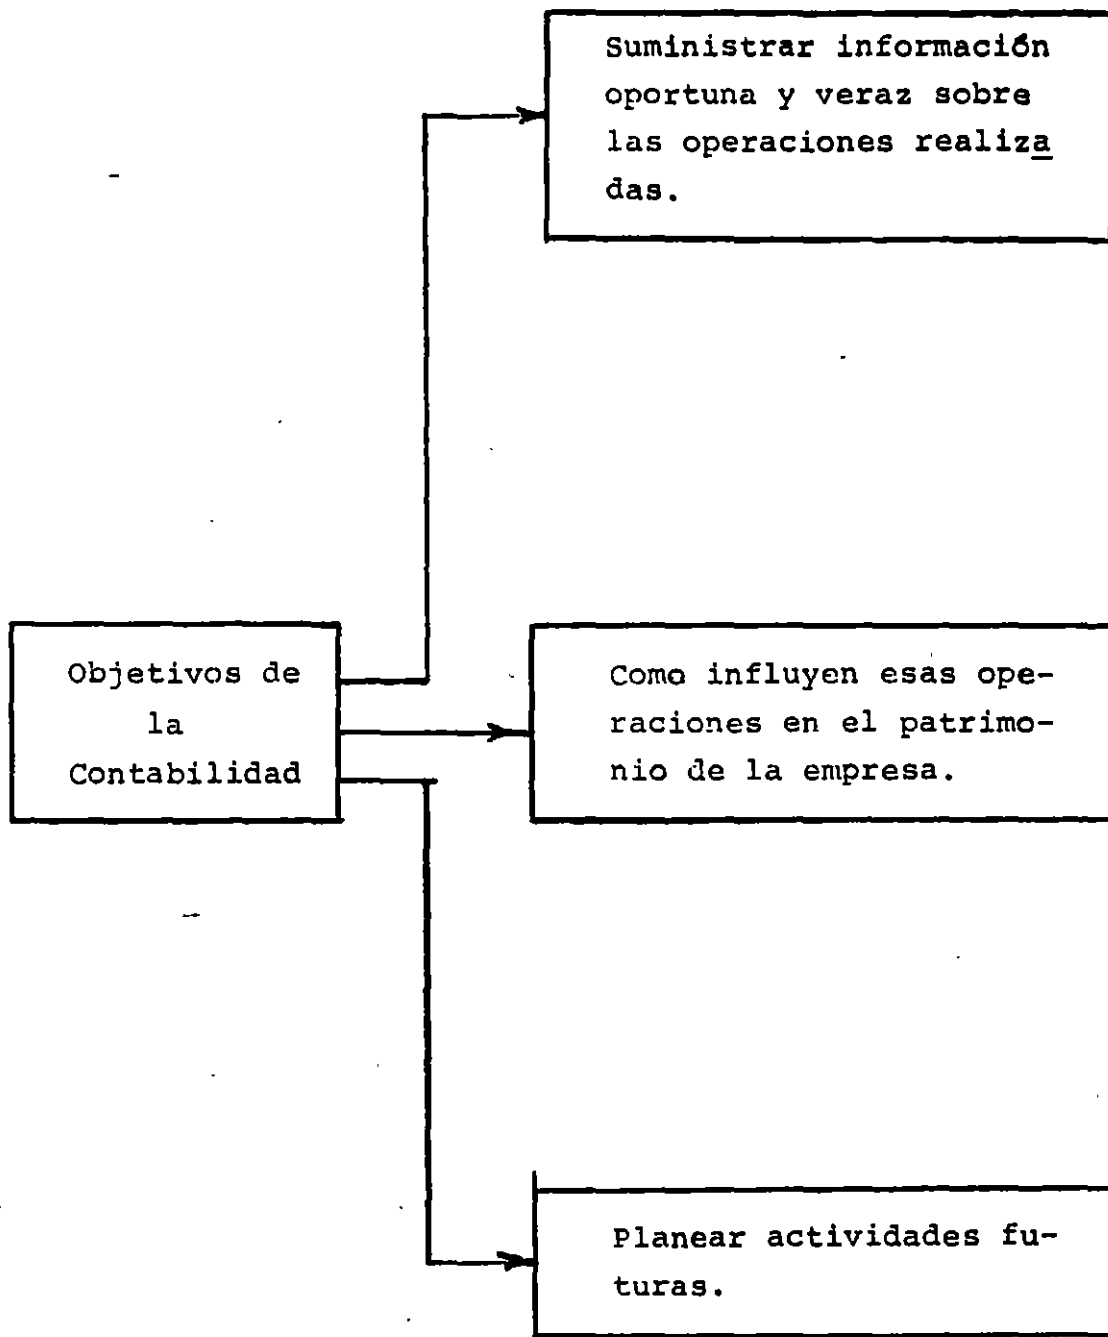 Suministrar información
oportuna y veraz sobre
las operaciones realiza
das.
Objetivos de
la
Contabilidad
Como influyen esas ope-
raciones en el patrimo-
nio de la empresa.
Planear actividades fu-
turas.